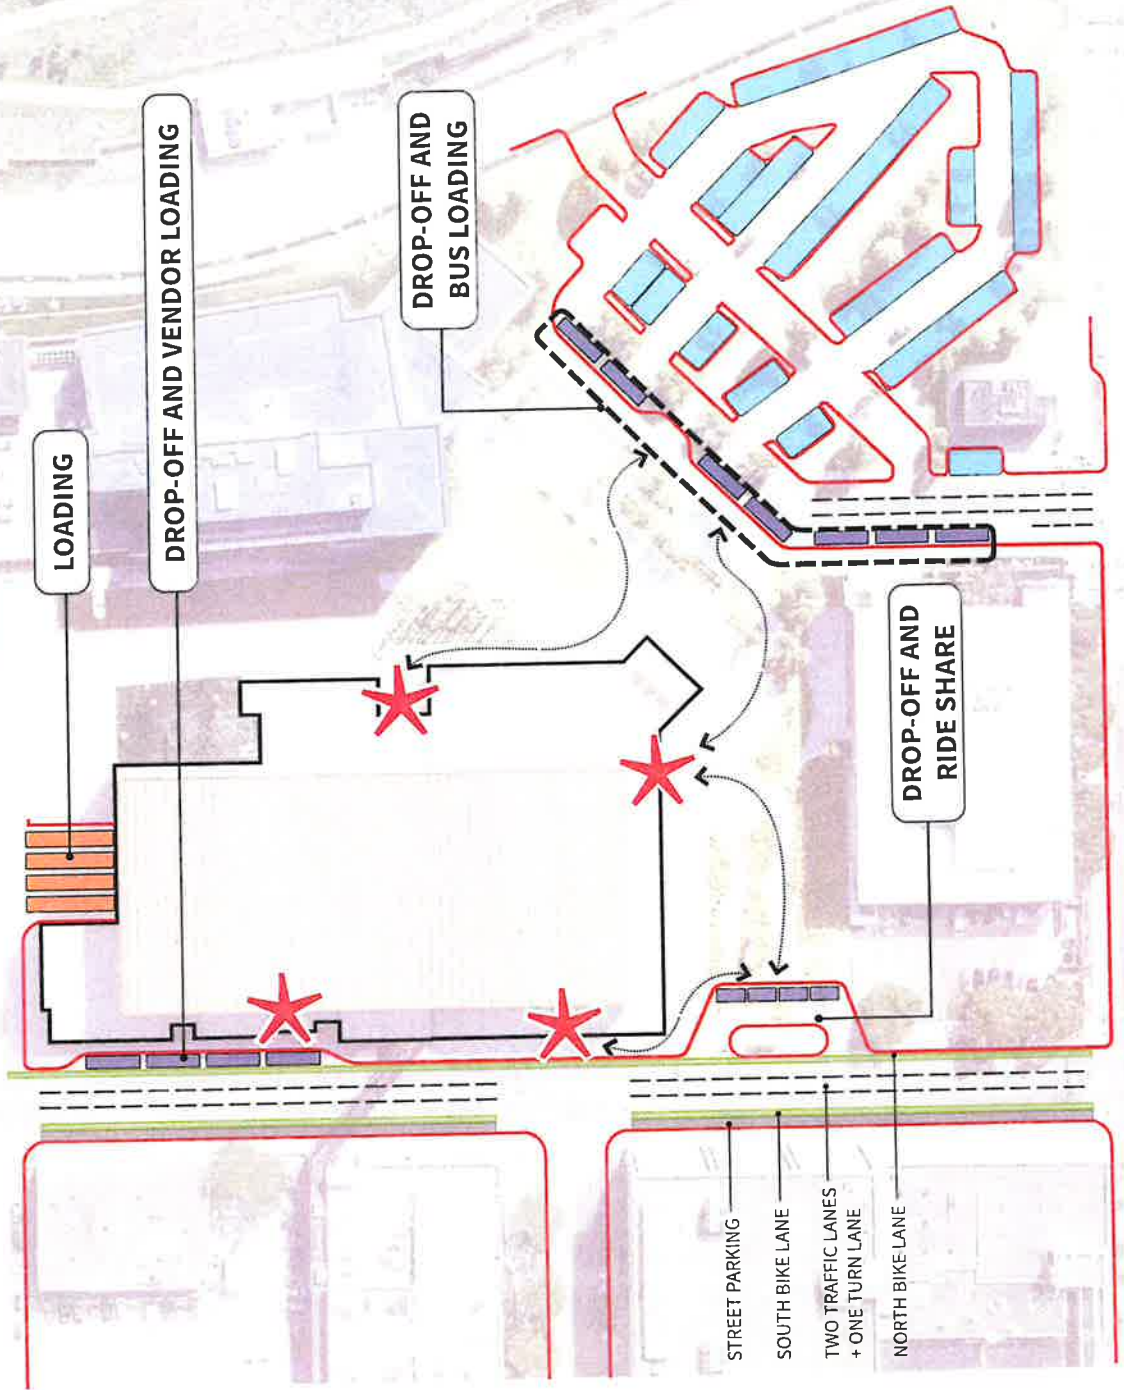 LOADING
DROP-OFF AND VENDOR LOADING
DROP-OFF AND
BUS LOADING
DROP-OFF AND
RIDE SHARE
STREET PARKING
SOUTH BIKE LANE
TWO TRAFFIC LANES
+ ONE TURN LANE
NORTH BIKE LANE